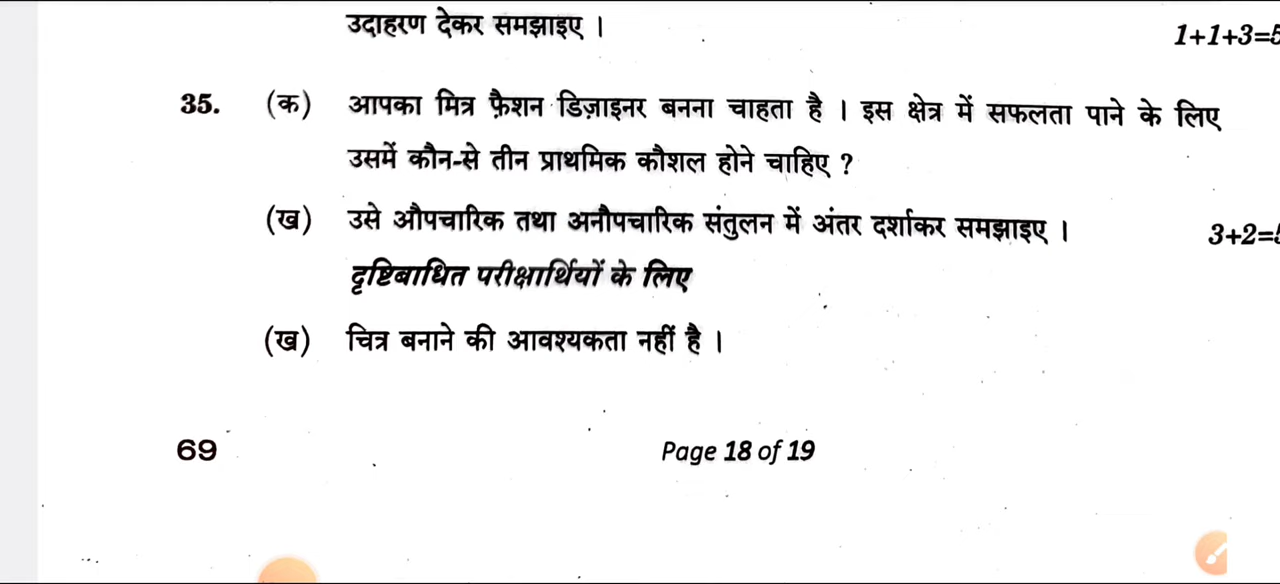 उदाहरण देकर समझाइए ।
1+1+3=5
35. (क) आपका मित्र फ़ैशन डिज़ाइनर बनना चाहता है । इस क्षेत्र में सफलता पाने के लिए
उसमें कौन-से तीन प्राथमिक कौशल होने चाहिए ?
(ख) उसे औपचारिक तथा अनौपचारिक संतुलन में अंतर दर्शाकर समझाइए ।
3+2=5
दृष्टिबाधित परीक्षार्थियों के लिए
(ख) चित्र बनाने की आवश्यकता नहीं है ।
69 Page 18 of 19